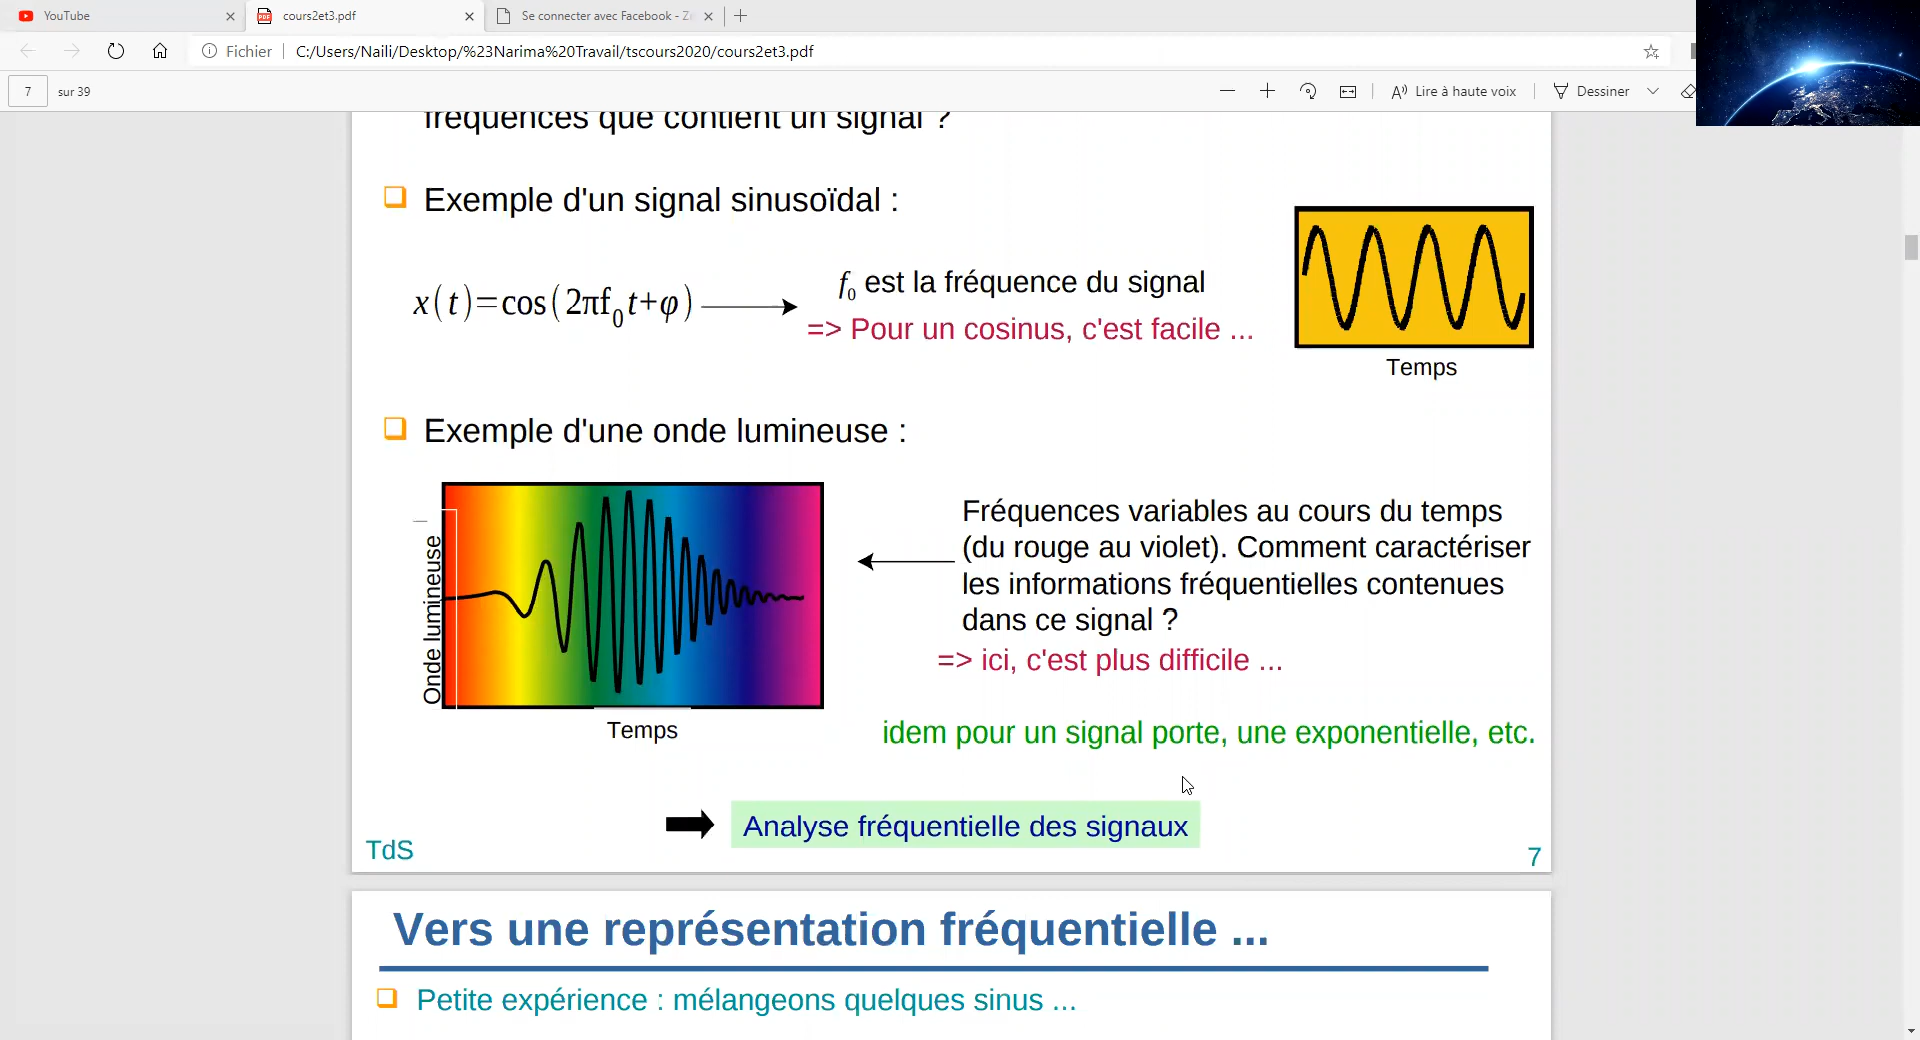 YouTube
cours2et3.pdf
Se connecter avec Facebook - Z
Fichier
C:/Users/Naili/Desktop/%23Narima%20Travail/tscours2020/cours2et3.pdf
7 sur 39
Lire à haute voix
Dessiner
fréquences que contient un signal ?
Exemple d'un signal sinusoïdal :
x(t)=cos(2πf0t+φ)
f0 est la fréquence du signal
=> Pour un cosinus, c'est facile ...
Temps
Exemple d'une onde lumineuse :
Onde lumineuse
Temps
Fréquences variables au cours du temps
(du rouge au violet). Comment caractériser
les informations fréquentielles contenues
dans ce signal ?
=> ici, c'est plus difficile ...
idem pour un signal porte, une exponentielle, etc.
Analyse fréquentielle des signaux
TdS
7
Vers une représentation fréquentielle ...
Petite expérience : mélangeons quelques sinus ...